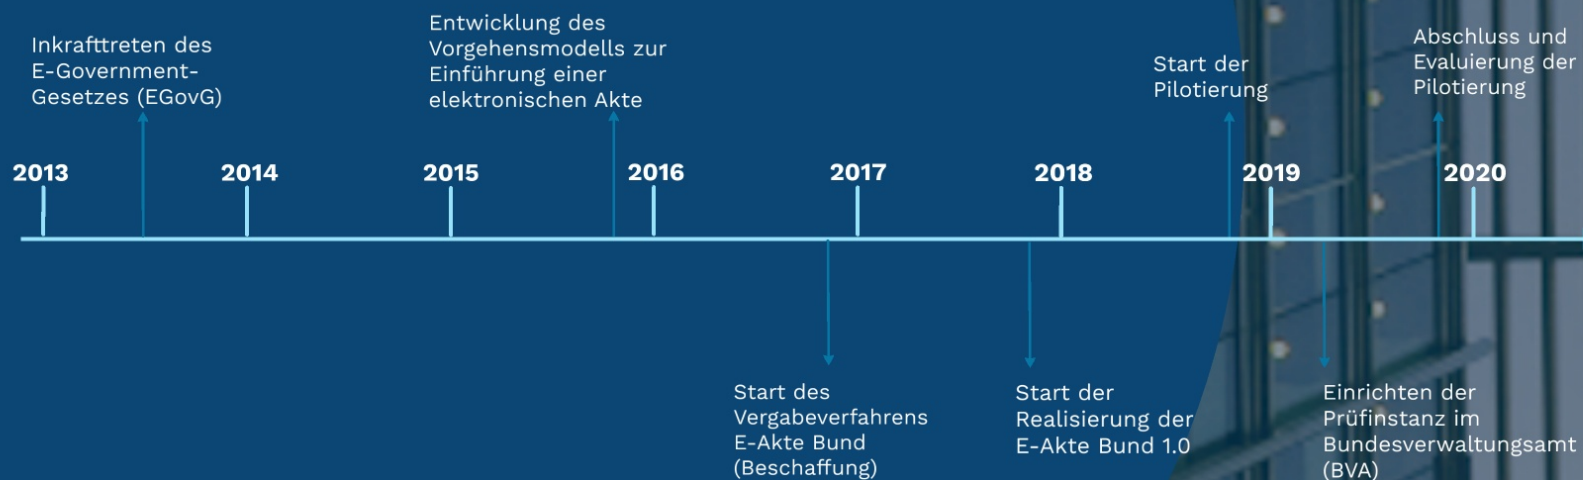 Inkrafttreten des
E-Government-
Gesetzes (EGovG)
Entwicklung des
Vorgehensmodells zur
Einführung einer
elektronischen Akte
Start der
Pilotierung
Abschluss und
Evaluierung der
Pilotierung
2013 2014 2015 2016 2017 2018 2019 2020
Start des
Vergabeverfahrens
E-Akte Bund
(Beschaffung)
Start der
Realisierung der
E-Akte Bund 1.0
Einrichten der
Prüfinstanz im
Bundesverwaltungsamt
(BVA)